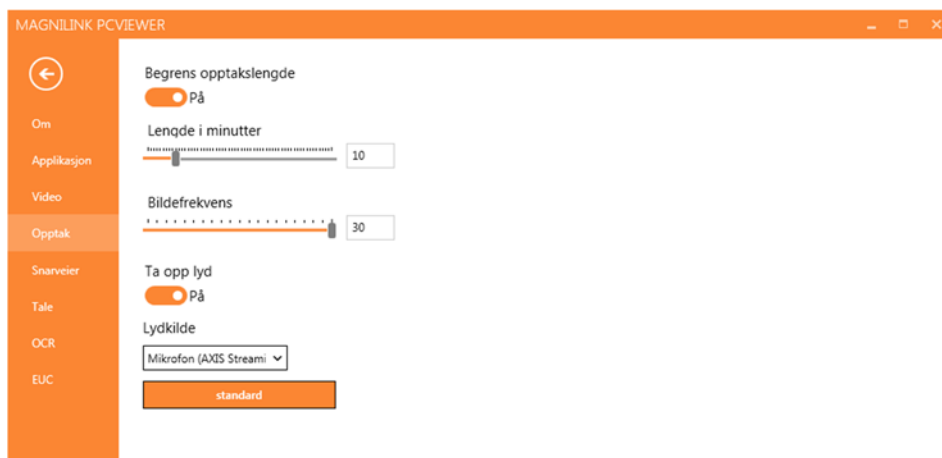 MAGNILINK PCVIEWER
Om
Applikasjon
Video
Opptak
Snarveier
Tale
OCR
EUC
Begrens opptakslengde
På
Lengde i minutter
10
Bildefrekvens
30
Ta opp lyd
På
Lydkilde
Mikrofon (AXIS Streami
standard